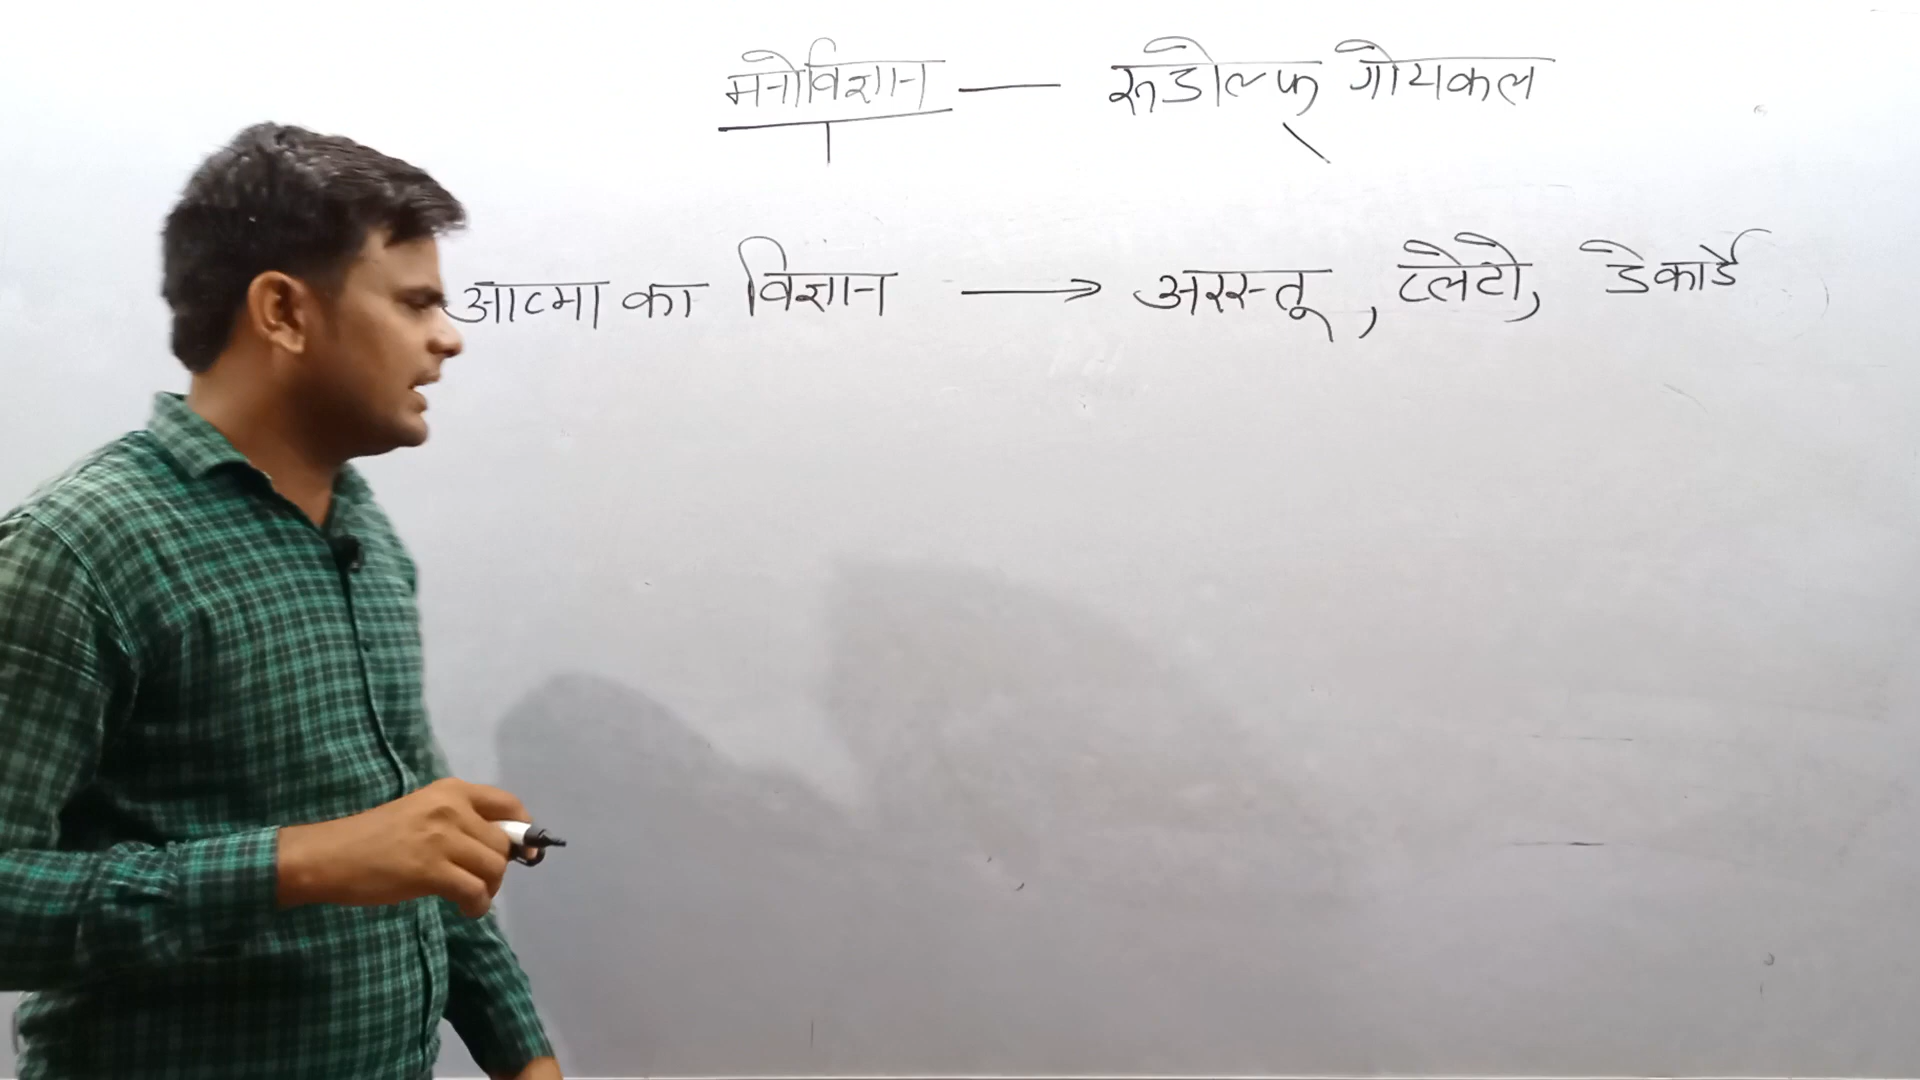 मनोविज्ञान — रूडोल्फ गोयकल
आत्मा का विज्ञान → अरस्तू, प्लेटो, डेकार्डे